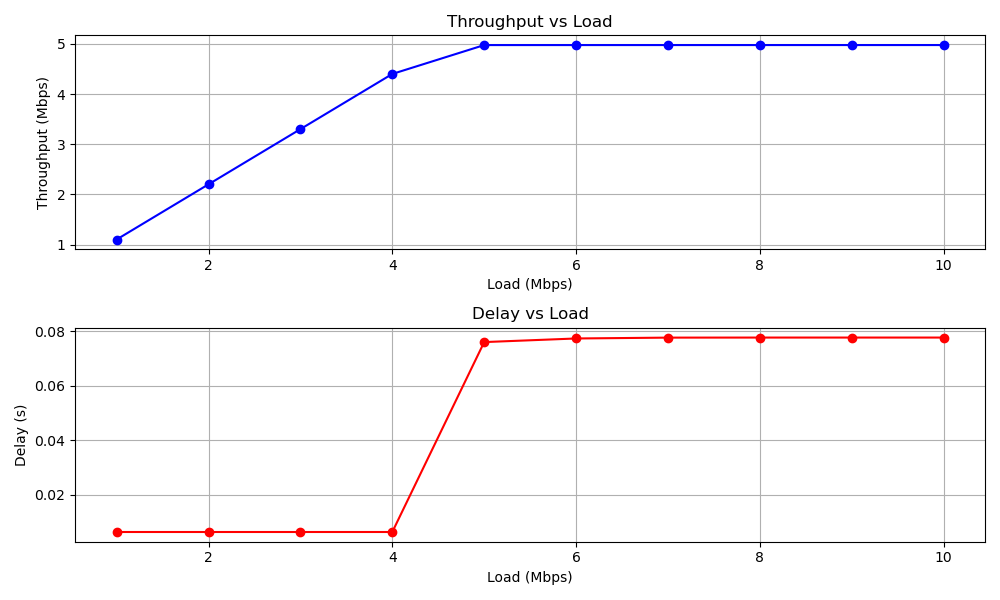 Throughput vs Load
5
4
3
2
1
Throughput (Mbps)
2 4 6 8 10
Load (Mbps)
Delay vs Load
0.08
0.06
0.04
0.02
Delay (s)
2 4 6 8 10
Load (Mbps)